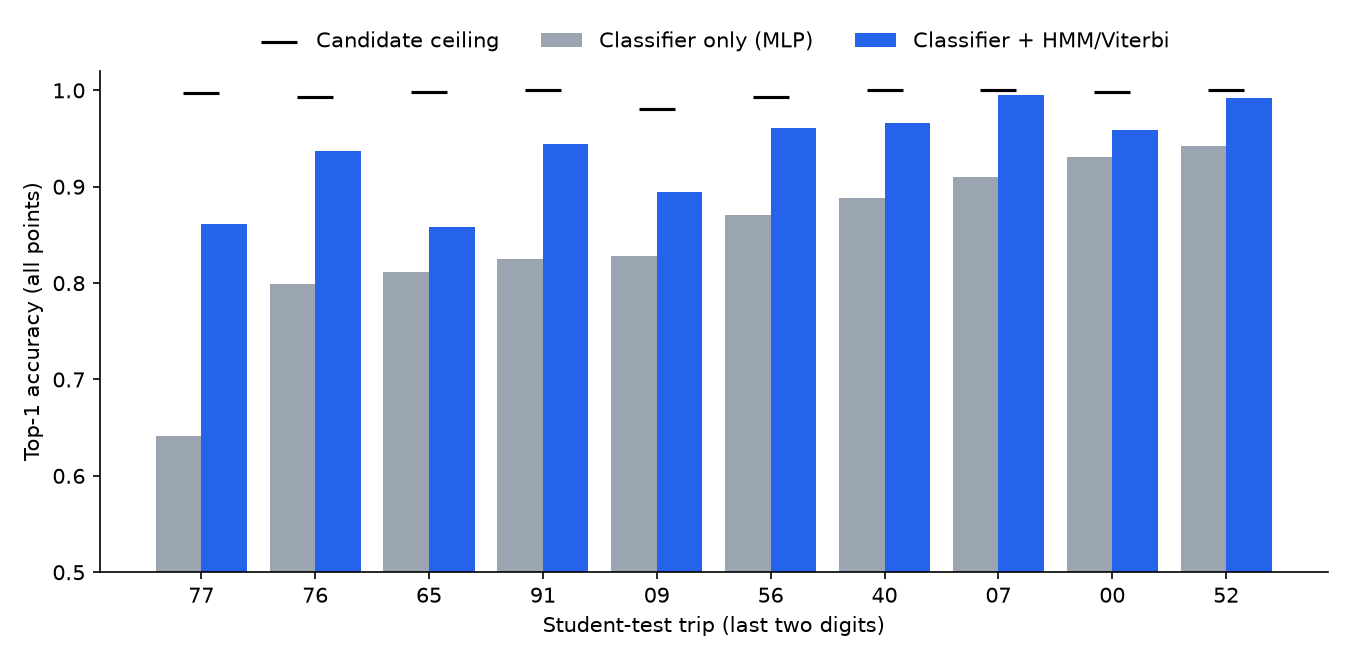 Candidate ceiling Classifier only (MLP) Classifier + HMM/Viterbi
Top-1 accuracy (all points)
1.0
0.9
0.8
0.7
0.6
0.5
77 76 65 91 09 56 40 07 00 52
Student-test trip (last two digits)